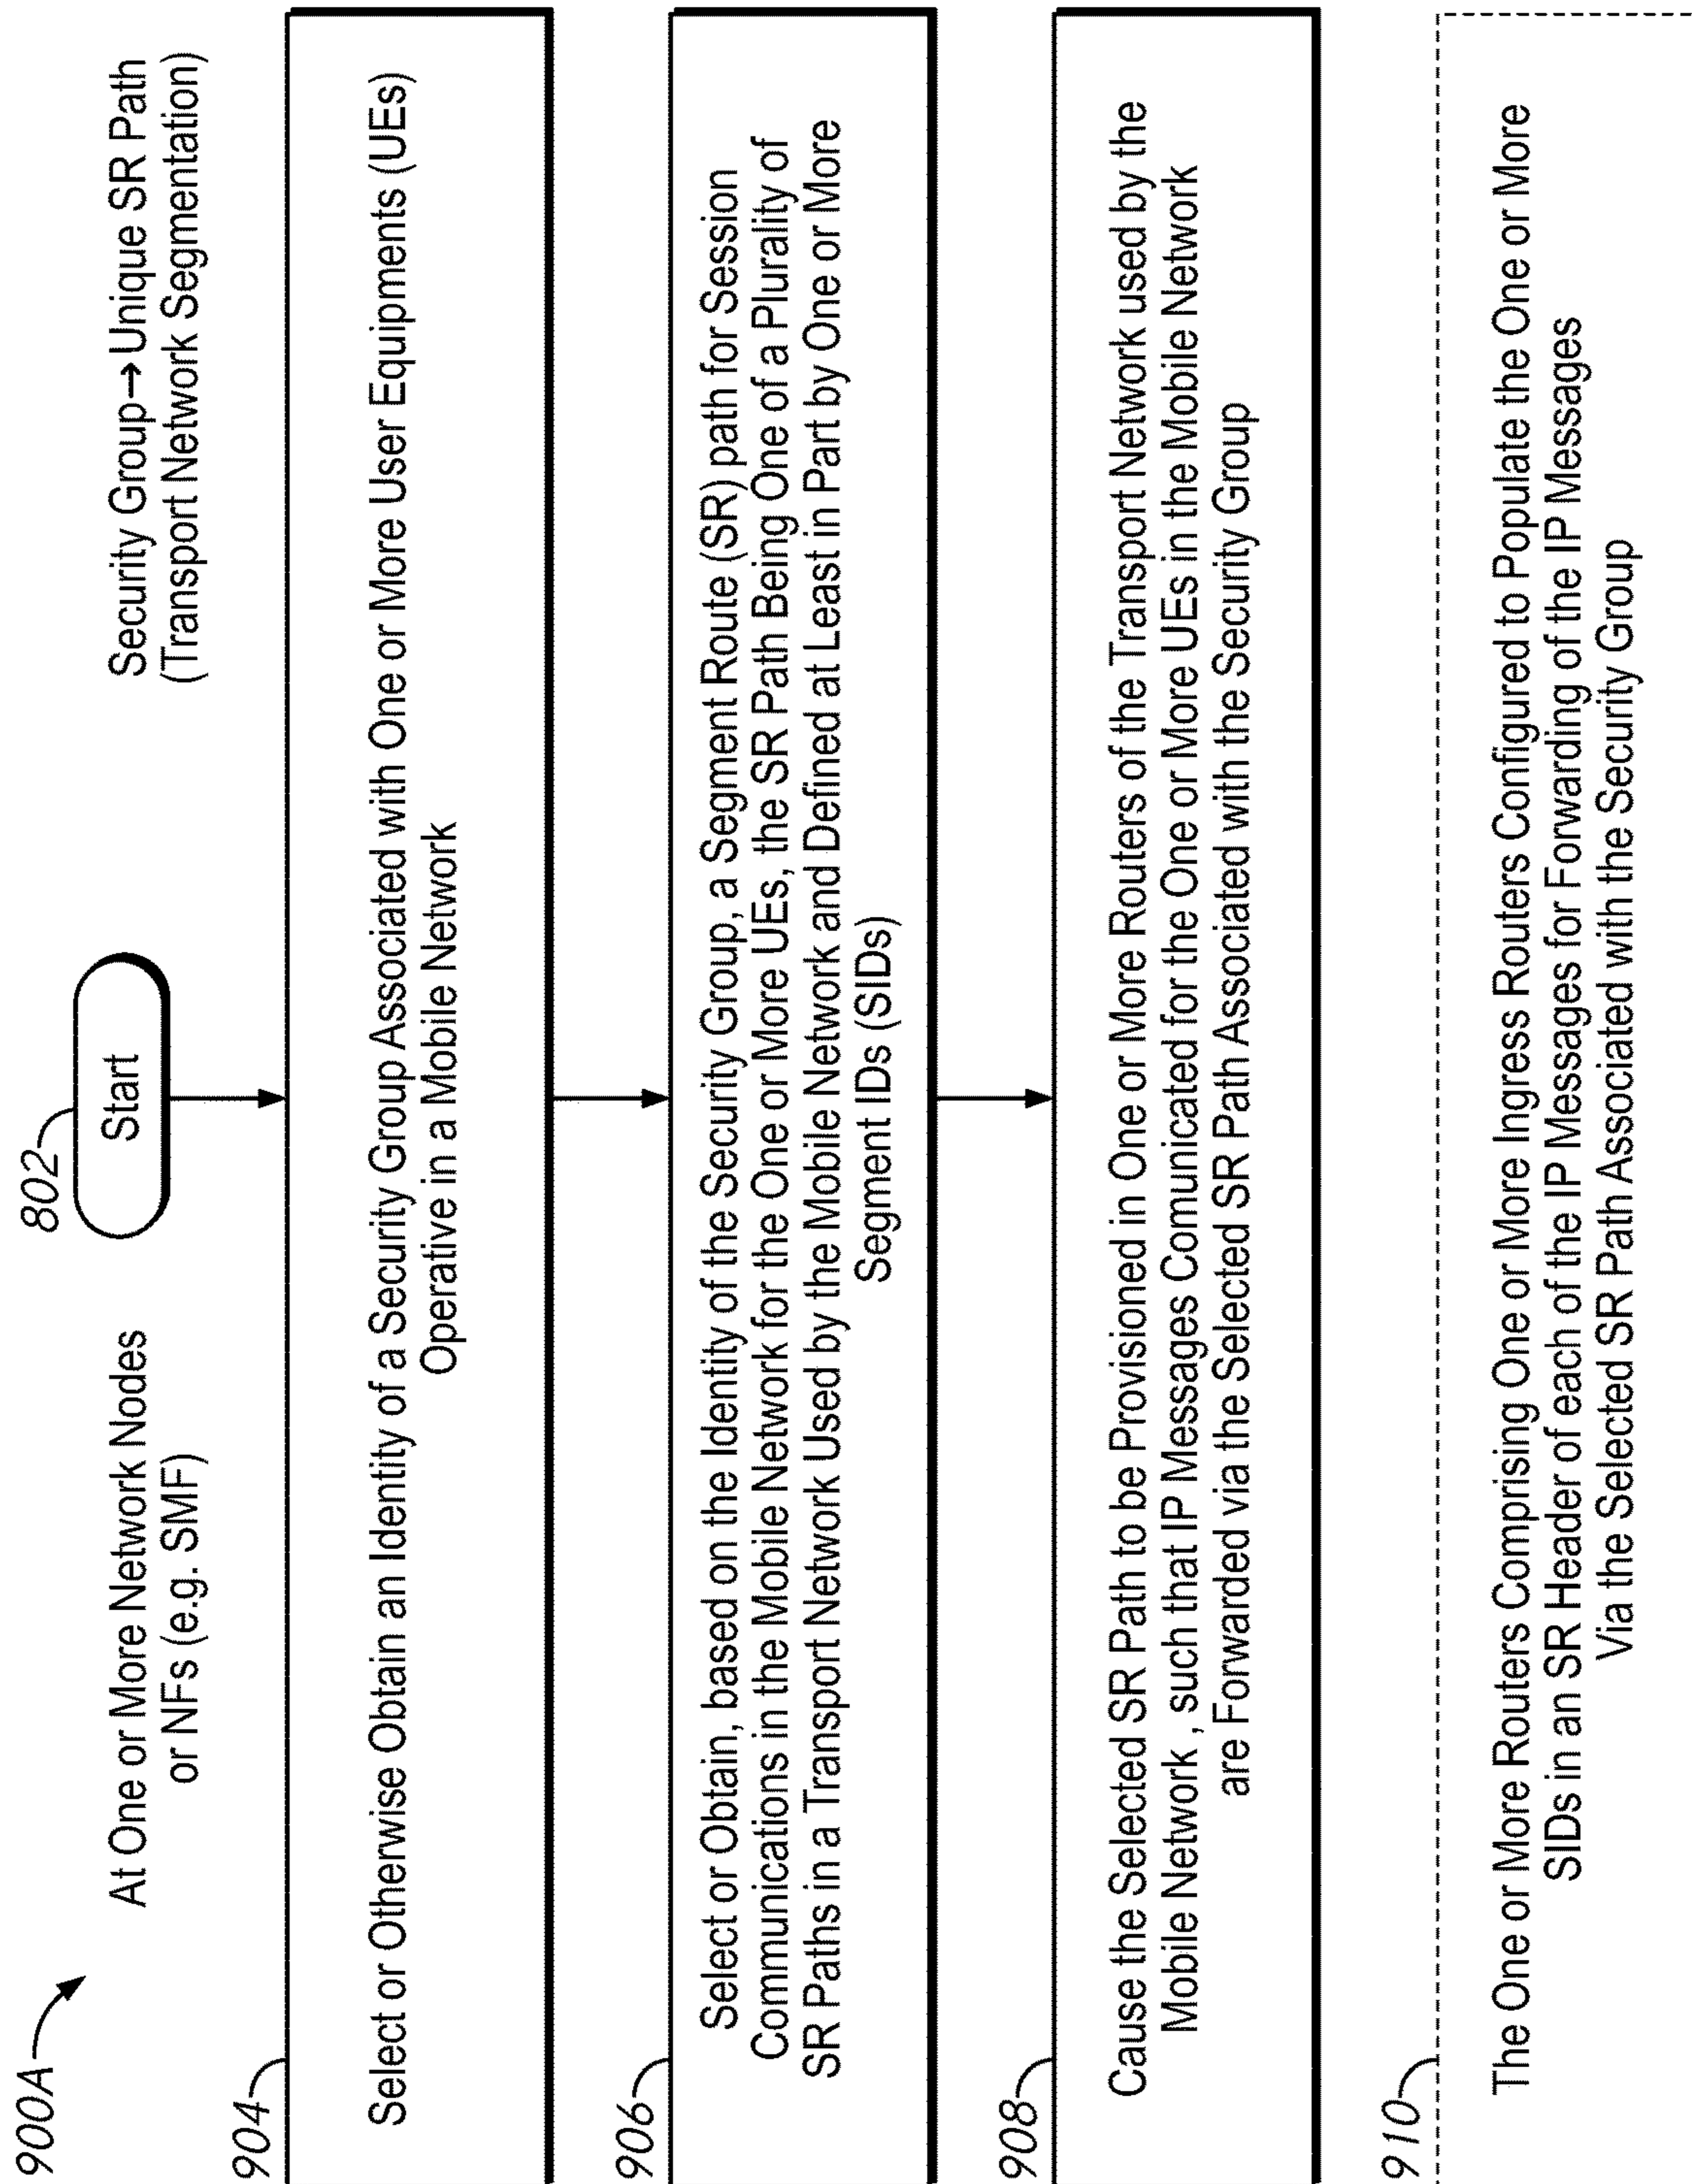 900A
At One or More Network Nodes
or NFs (e.g. SMF)
802
Start
Security Group→Unique SR Path
(Transport Network Segmentation)
904
Select or Otherwise Obtain an Identity of a Security Group Associated with One or More User Equipments (UEs)
Operative in a Mobile Network
906
Select or Obtain, based on the Identity of the Security Group, a Segment Route (SR) path for Session
Communications in the Mobile Network for the One or More UEs, the SR Path Being One of a Plurality of
SR Paths in a Transport Network Used by the Mobile Network and Defined at Least in Part by One or More
Segment IDs (SIDs)
908
Cause the Selected SR Path to be Provisioned in One or More Routers of the Transport Network used by the
Mobile Network , such that IP Messages Comunicated for the One or More UEs in the Mobile Network
are Forwarded via the Selected SR Path Associated with the Security Group
910
The One or More Routers Comprising One or More Ingress Routers Configured to Populate the One or More
SIDs in an SR Header of each of the IP Messages for Forwarding of the IP Messages
Via the Selected SR Path Associated with the Security Group